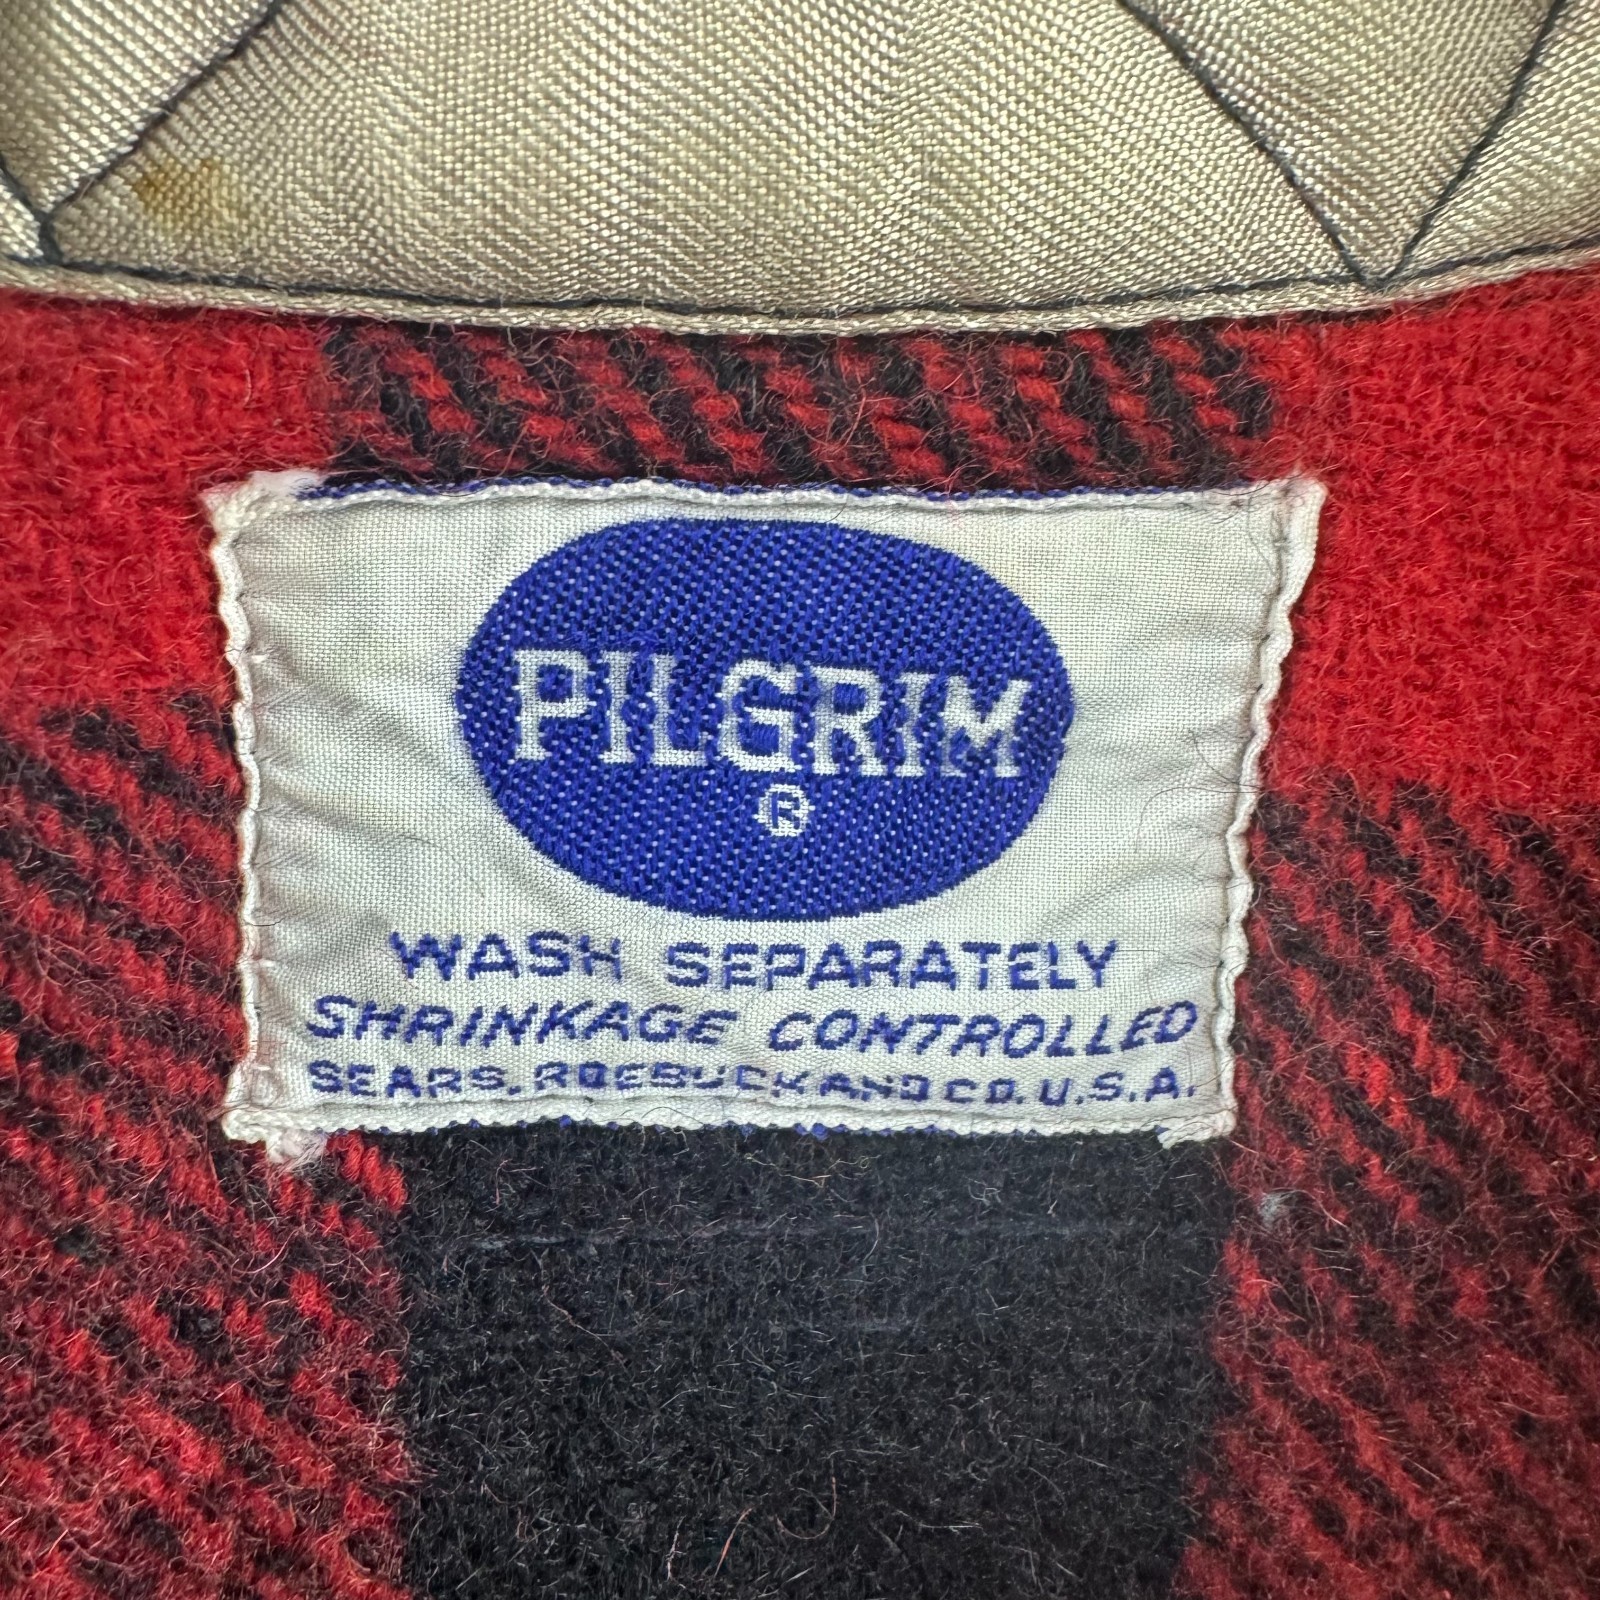 PILGRIM
®
WASH SEPARATELY
SHRINKAGE CONTROLLED
SEARS, ROEBUCK AND CO. U.S.A.